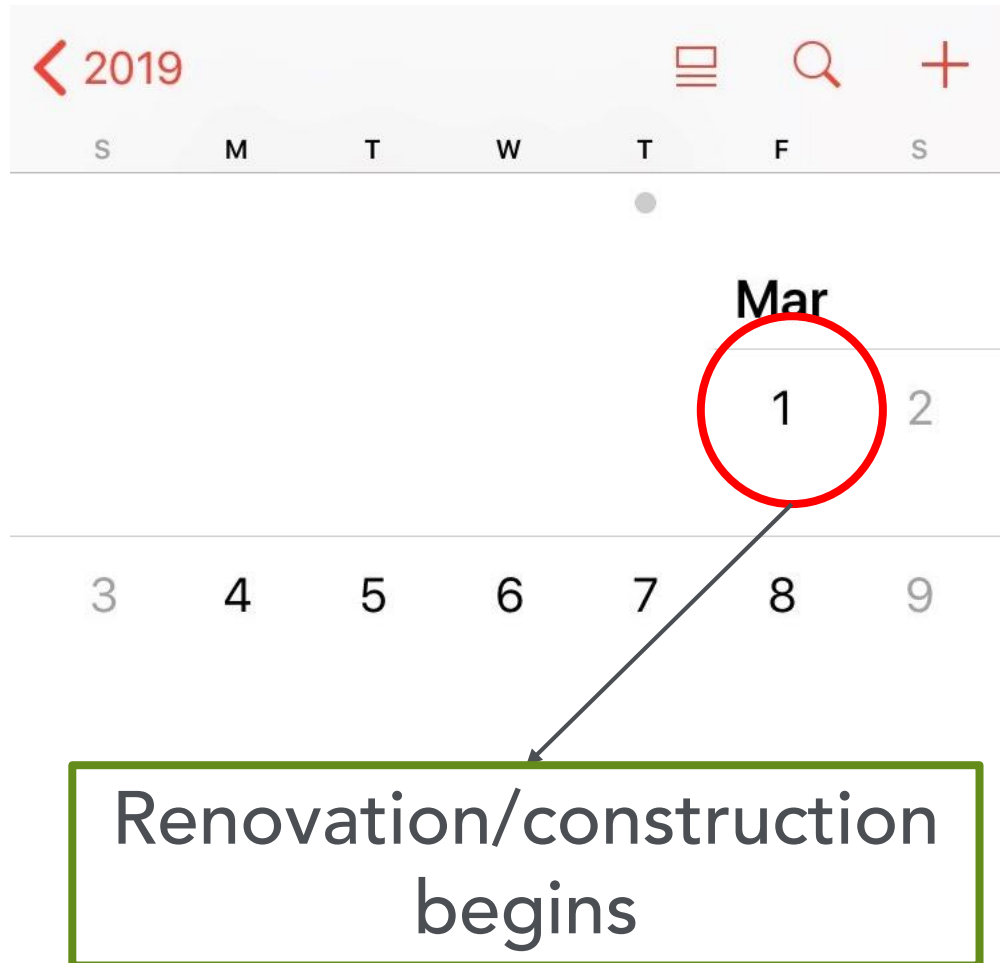 2019
S M T W T F S
Mar
1 2
3 4 5 6 7 8 9
Renovation/construction
begins